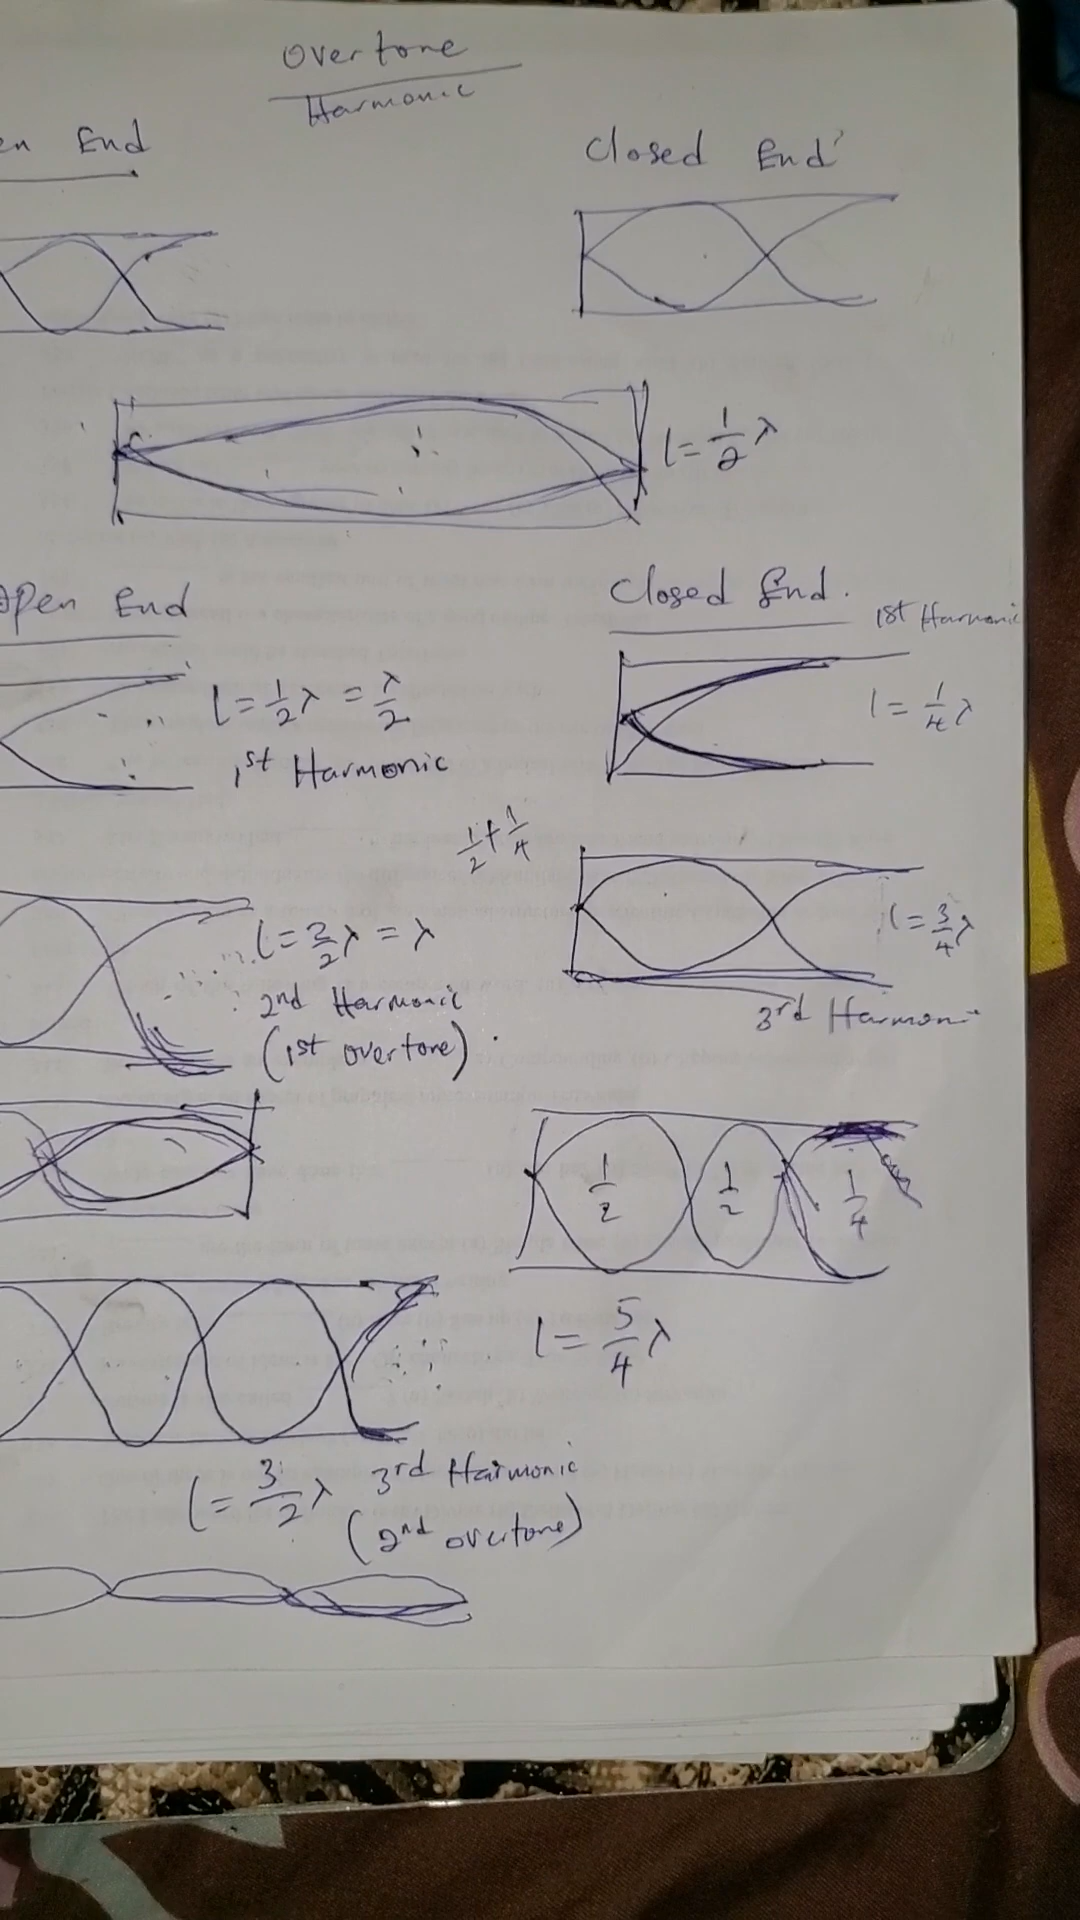 Overtone
Harmonic
en End
Closed End
l = 1/2 λ
Open End
Closed End.
1st Harmonic
l = 1/2 λ = λ/2
1st Harmonic
l = 1/4 λ
1/2 + 1/4
l = 2/2 λ = λ
2nd Harmonic
(1st overtone)
l = 3/4 λ
3rd Harmoni
1/2 1/2 1/4
l = 5/4 λ
l = 3/2 λ 3rd Harmonic
(2nd overtone)